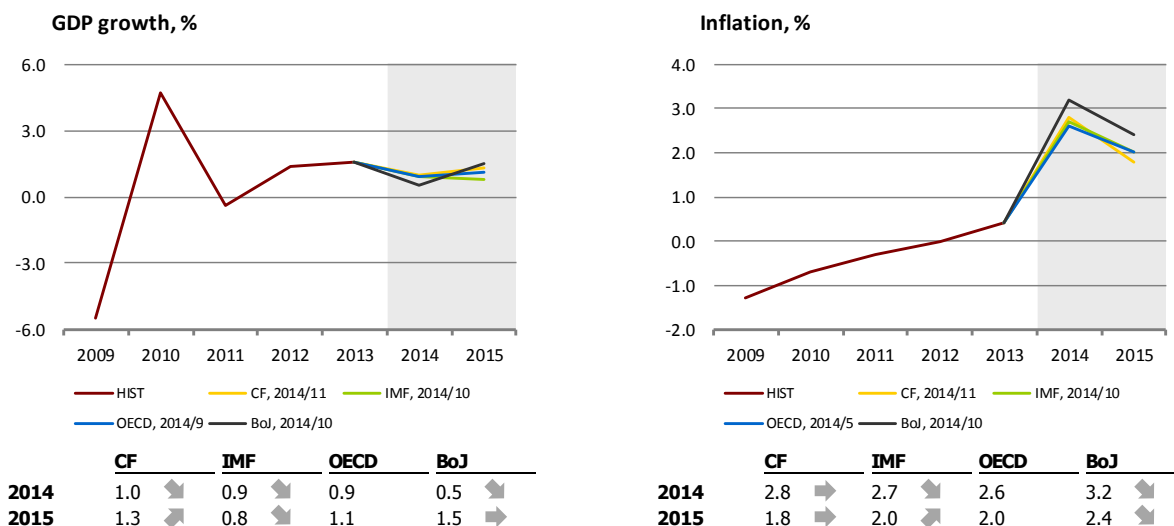 GDP growth, %
6.0
3.0
0.0
-3.0
-6.0
2009 2010 2011 2012 2013 2014 2015
HIST CF, 2014/11 IMF, 2014/10
OECD, 2014/9 BoJ, 2014/10
CF IMF OECD BoJ
2014 1.0 0.9 0.9 0.5
2015 1.3 0.8 1.1 1.5
Inflation, %
4.0
3.0
2.0
1.0
0.0
-1.0
-2.0
2009 2010 2011 2012 2013 2014 2015
HIST CF, 2014/11 IMF, 2014/10
OECD, 2014/5 BoJ, 2014/10
CF IMF OECD BoJ
2014 2.8 2.7 2.6 3.2
2015 1.8 2.0 2.0 2.4